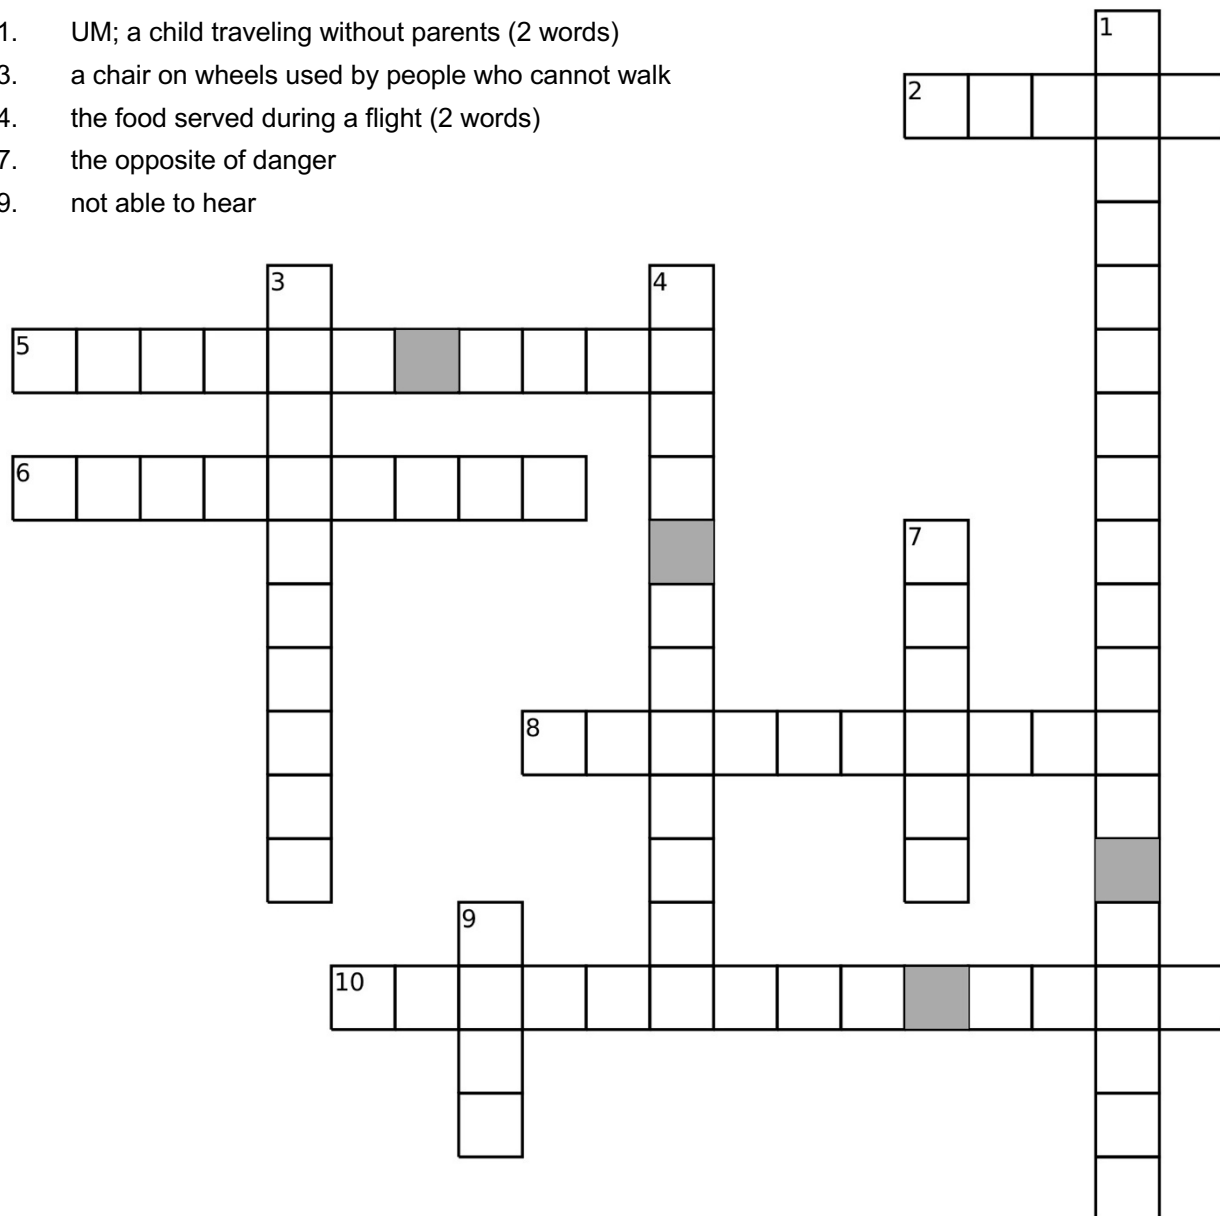 1. UM; a child traveling without parents (2 words)
3. a chair on wheels used by people who cannot walk
4. the food served during a flight (2 words)
7. the opposite of danger
9. not able to hear
1
2
3
4
5
6
7
8
9
10